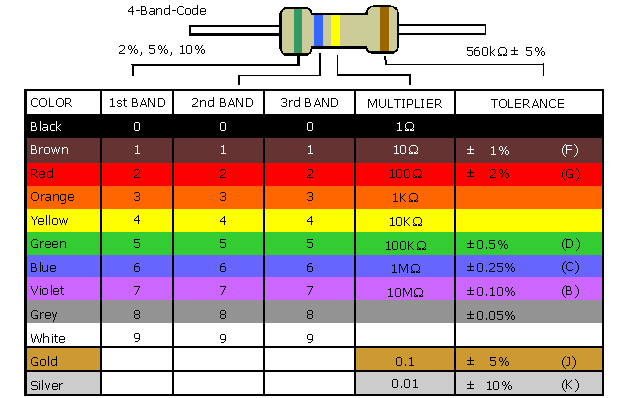 4-Band-Code
2%, 5%, 10%
560kΩ ± 5%
COLOR 1st BAND 2nd BAND 3rd BAND MULTIPLIER TOLERANCE
Black 0 0 0 1Ω
Brown 1 1 1 10Ω ± 1% (F)
Red 2 2 2 100Ω ± 2% (G)
Orange 3 3 3 1KΩ
Yellow 4 4 4 10KΩ
Green 5 5 5 100KΩ ±0.5% (D)
Blue 6 6 6 1MΩ ±0.25% (C)
Violet 7 7 7 10MΩ ±0.10% (B)
Grey 8 8 8 ±0.05%
White 9 9 9
Gold 0.1 ± 5% (J)
Silver 0.01 ± 10% (K)